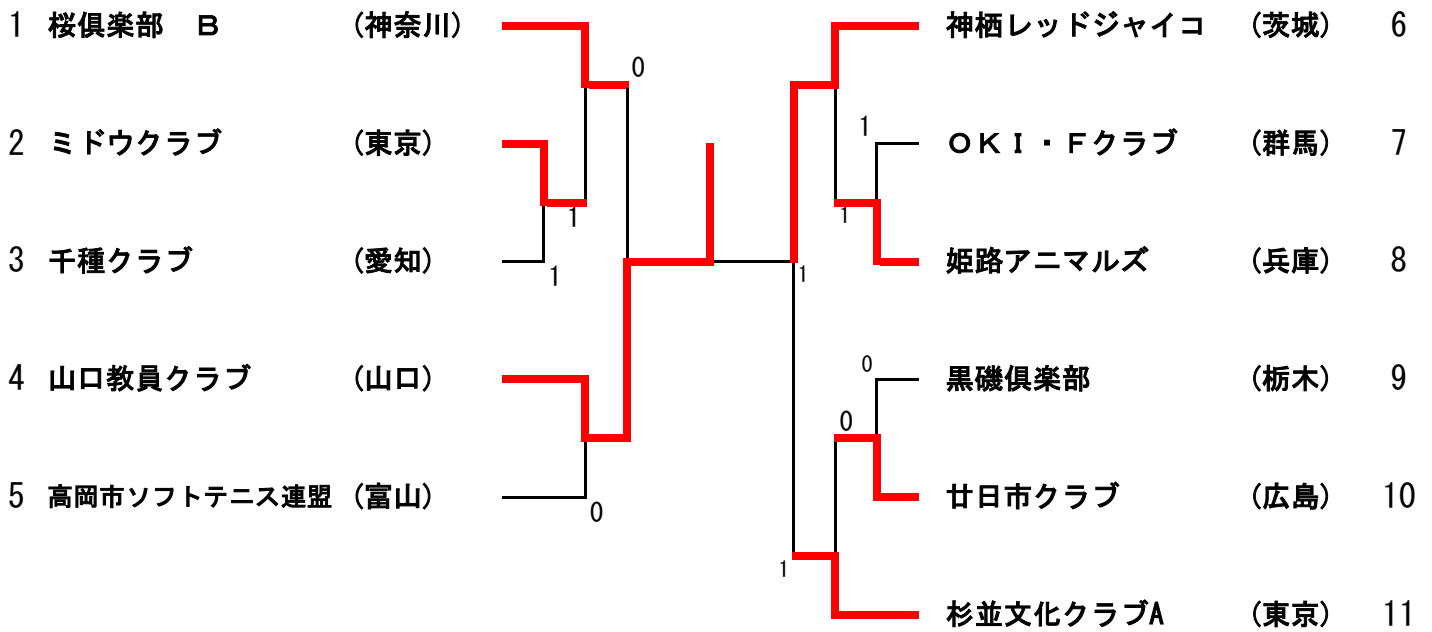 1 桜倶楽部　B (神奈川)
0
2 ミドウクラブ (東京)
1
3 千種クラブ (愛知)
1
4 山口教員クラブ (山口)
5 高岡市ソフトテニス連盟 (富山)
0
神栖レッドジャイコ (茨城) 6
1
OKI・Fクラブ (群馬) 7
1
姫路アニマルズ (兵庫) 8
1
0
黒磯倶楽部 (栃木) 9
0
廿日市クラブ (広島) 10
1
杉並文化クラブA (東京) 11